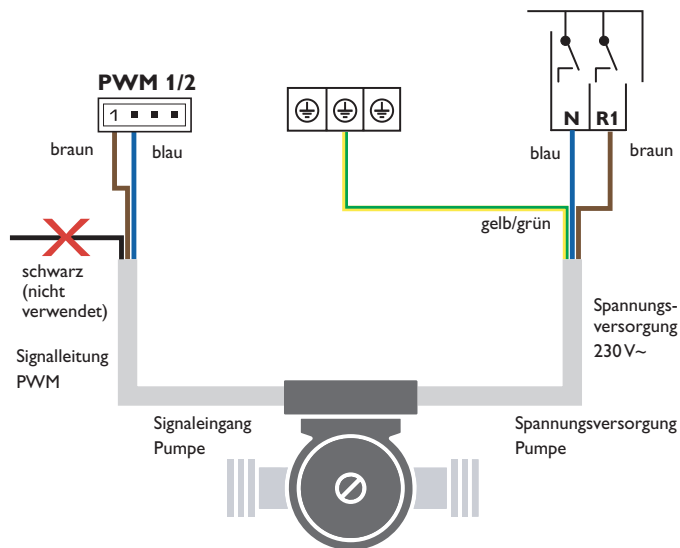 PWM 1/2
1
braun
blau
N
R1
blau
braun
gelb/grün
schwarz
(nicht
verwendet)
Spannungs-
versorgung
230 V~
Signalleitung
PWM
Signaleingang
Pumpe
Spannungsversorgung
Pumpe